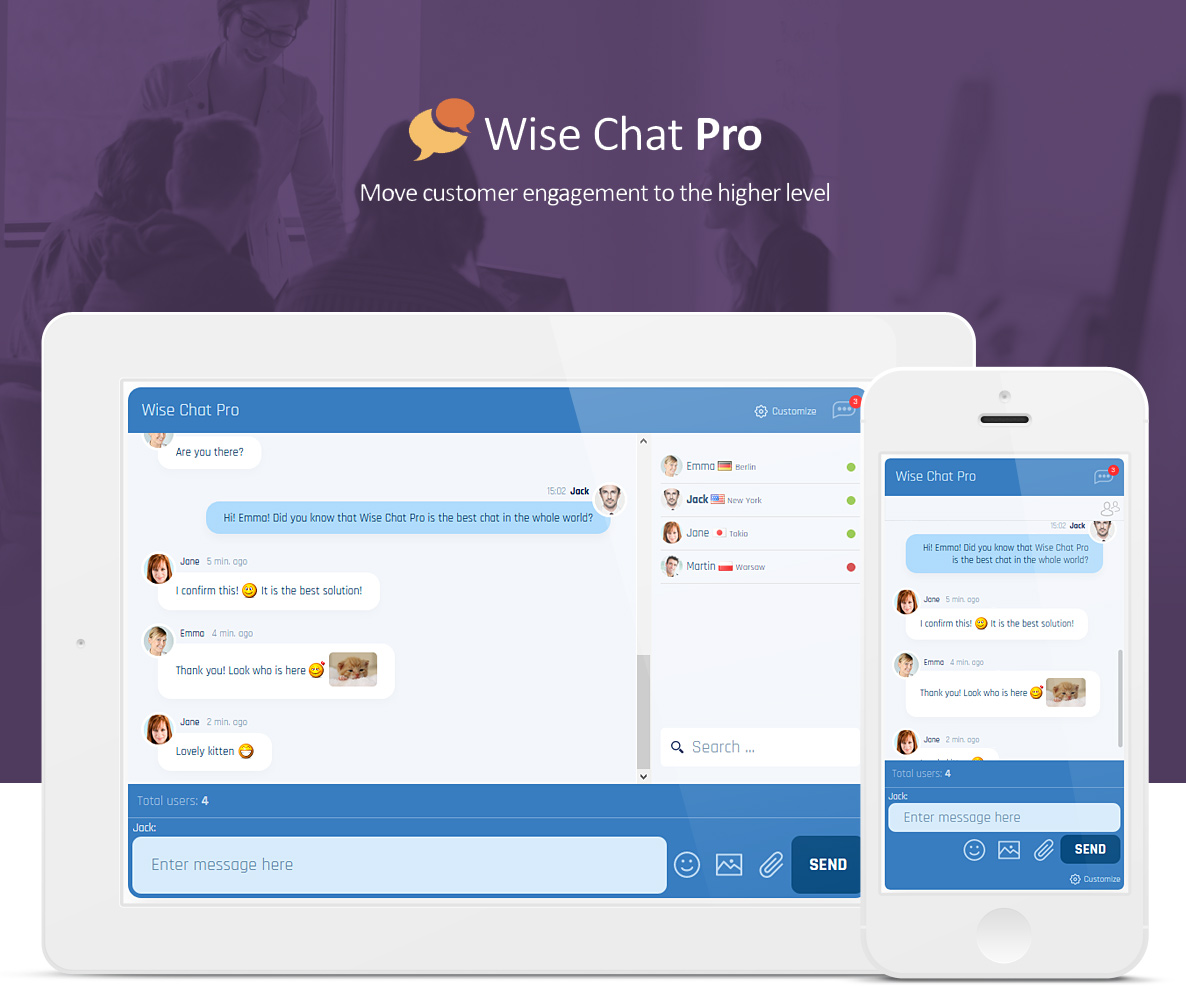 Wise Chat Pro
Move customer engagement to the higher level
Wise Chat Pro
Customize
3
Are you there?
15:02 Jack
Hi! Emma! Did you know that Wise Chat Pro is the best chat in the whole world?
Jane 5 min. ago
I confirm this! It is the best solution!
Emma 4 min. ago
Thank you! Look who is here
Jane 2 min. ago
Lovely kitten
Emma Berlin
Jack New York
Jane Tokio
Martin Warsaw
Search ...
Total users: 4
Jack:
Enter message here
SEND
Wise Chat Pro
3
15:02 Jack
Hi! Emma! Did you know that Wise Chat Pro
is the best chat in the whole world?
Jane 5 min. ago
I confirm this! It is the best solution!
Emma 4 min. ago
Thank you! Look who is here
Jane 2 min. ago
Total users: 4
Jack:
Enter message here
SEND
Customize